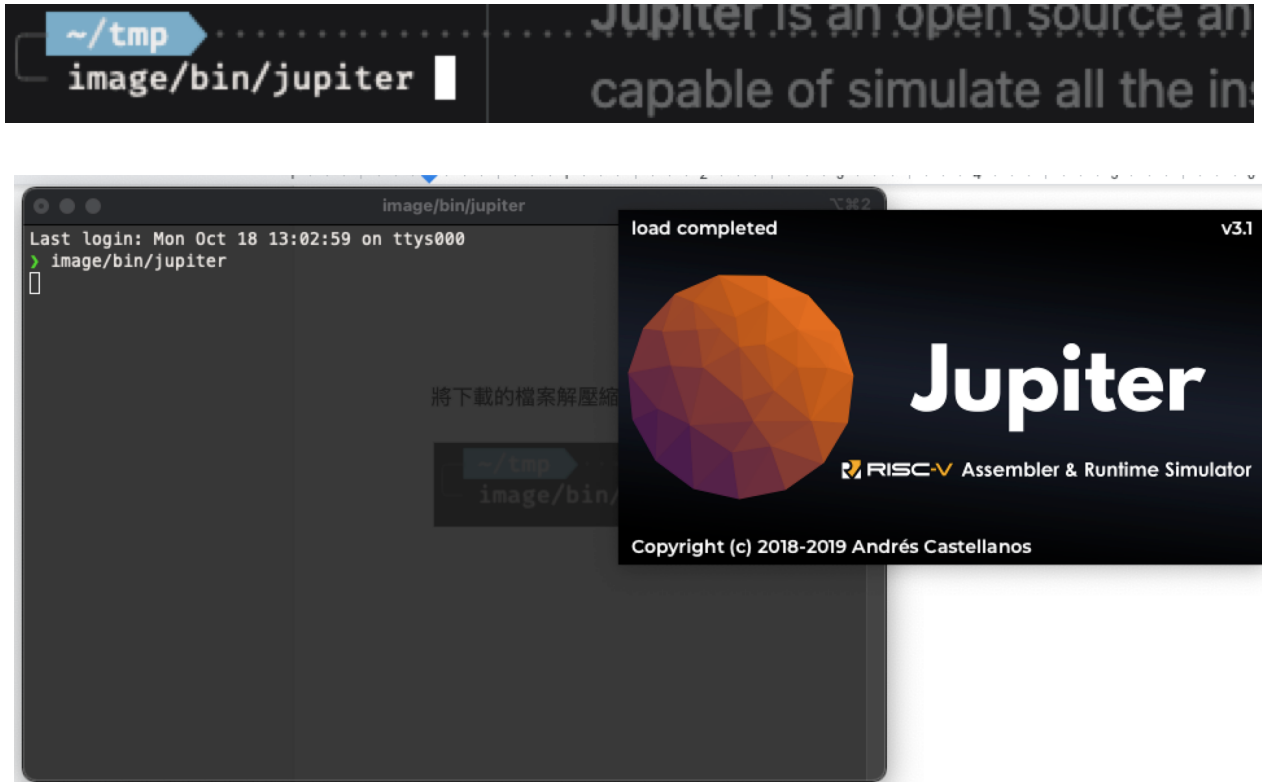 ~/tmp
image/bin/jupiter
Jupiter is an open source an
capable of simulate all the ins
image/bin/jupiter
⌥⌘2
Last login: Mon Oct 18 13:02:59 on ttys000
❯ image/bin/jupiter
將下載的檔案解壓縮
~/tmp
image/bin/
load completed
v3.1
Jupiter
RISC-V Assembler & Runtime Simulator
Copyright (c) 2018-2019 Andrés Castellanos